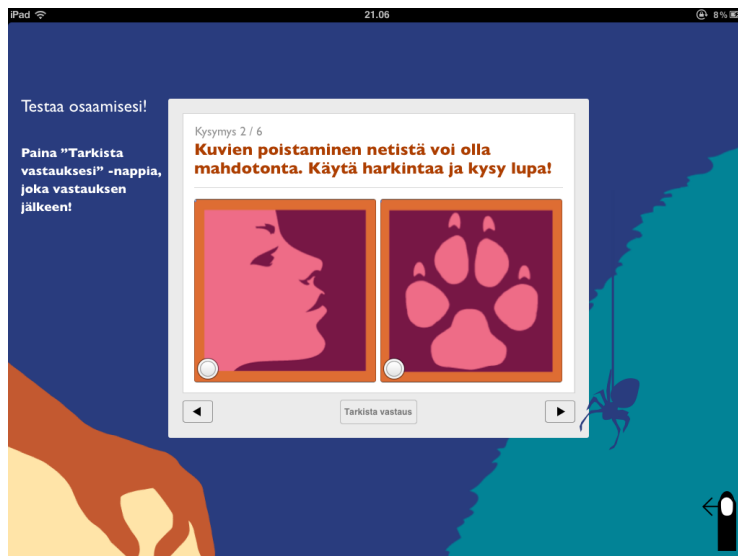 iPad 21.06 8 %
Testaa osaamisesi!
Paina ”Tarkista
vastauksesi” -nappia,
joka vastauksen
jälkeen!
Kysymys 2 / 6
Kuvien poistaminen netistä voi olla
mahdotonta. Käytä harkintaa ja kysy lupa!
Tarkista vastaus